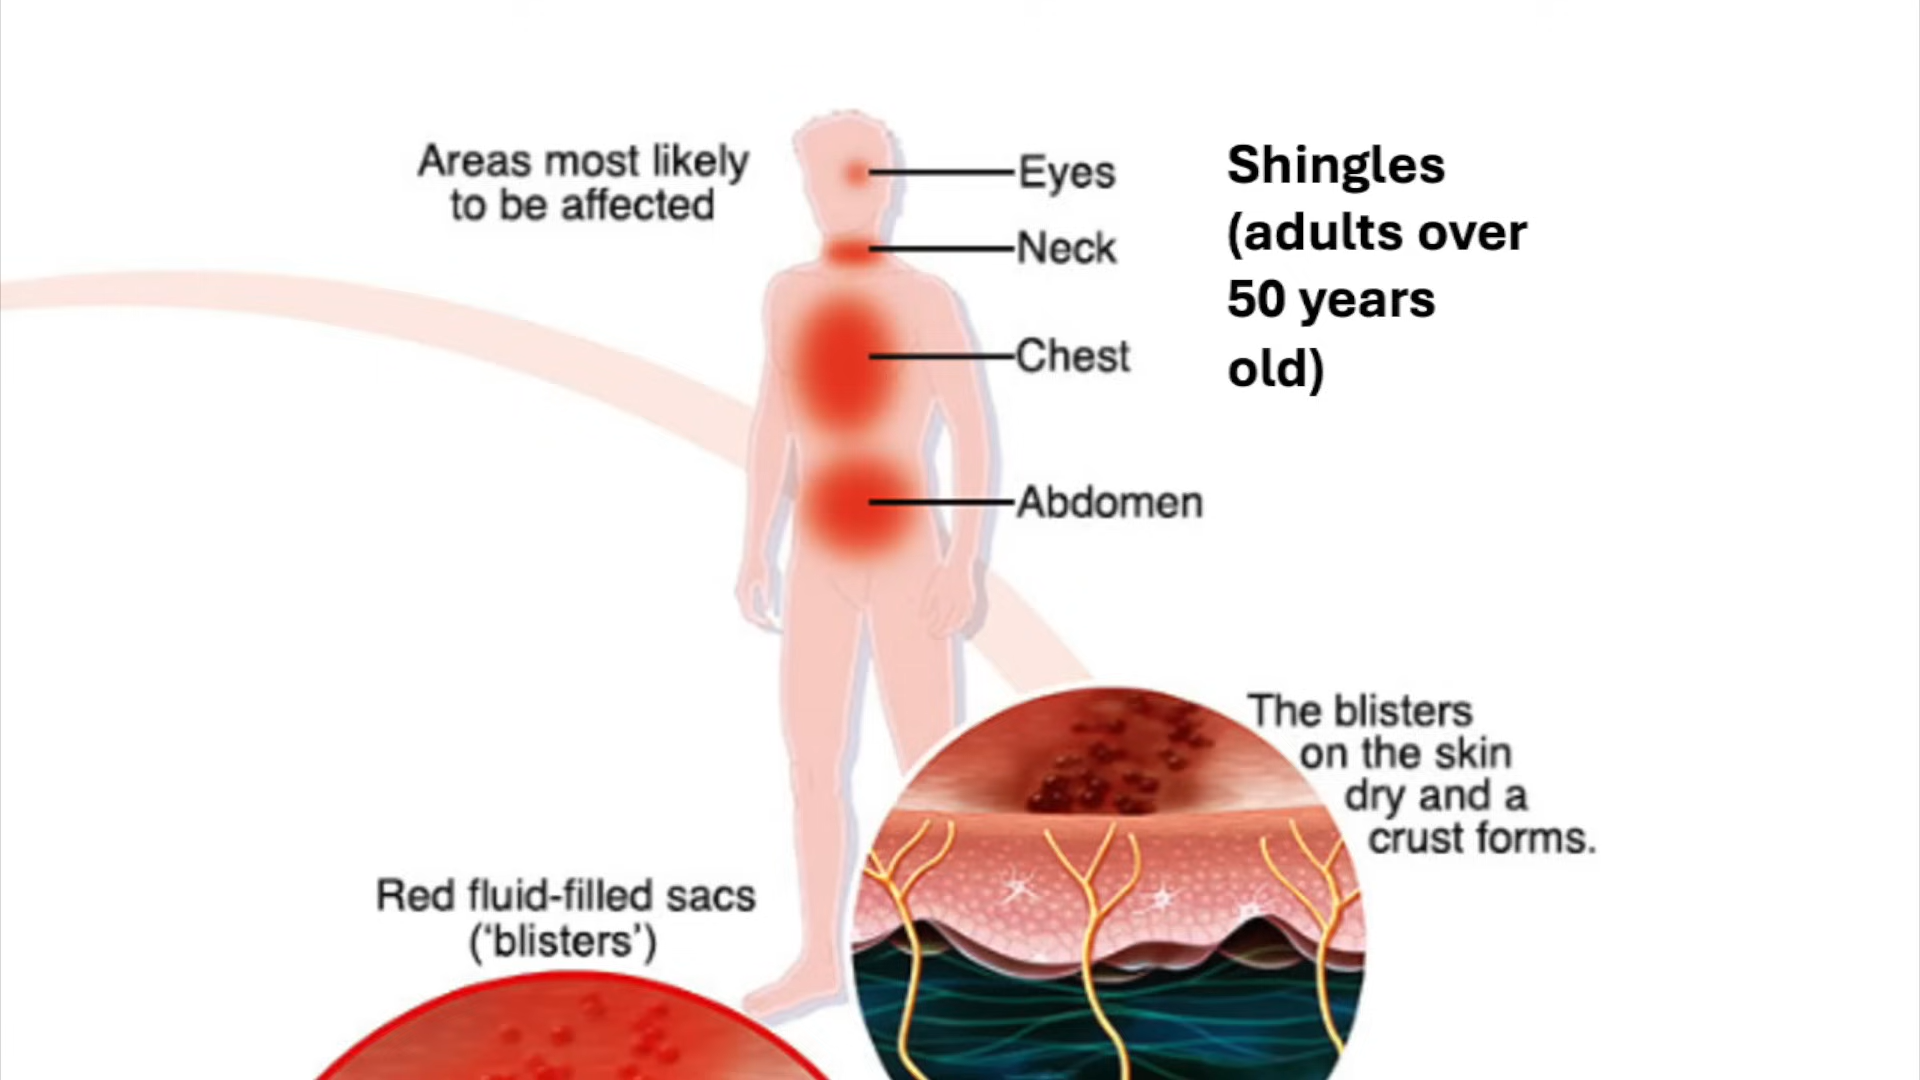 Areas most likely
to be affected
Eyes
Neck
Chest
Abdomen
Shingles
(adults over
50 years
old)
The blisters
on the skin
dry and a
crust forms.
Red fluid-filled sacs
(‘blisters’)